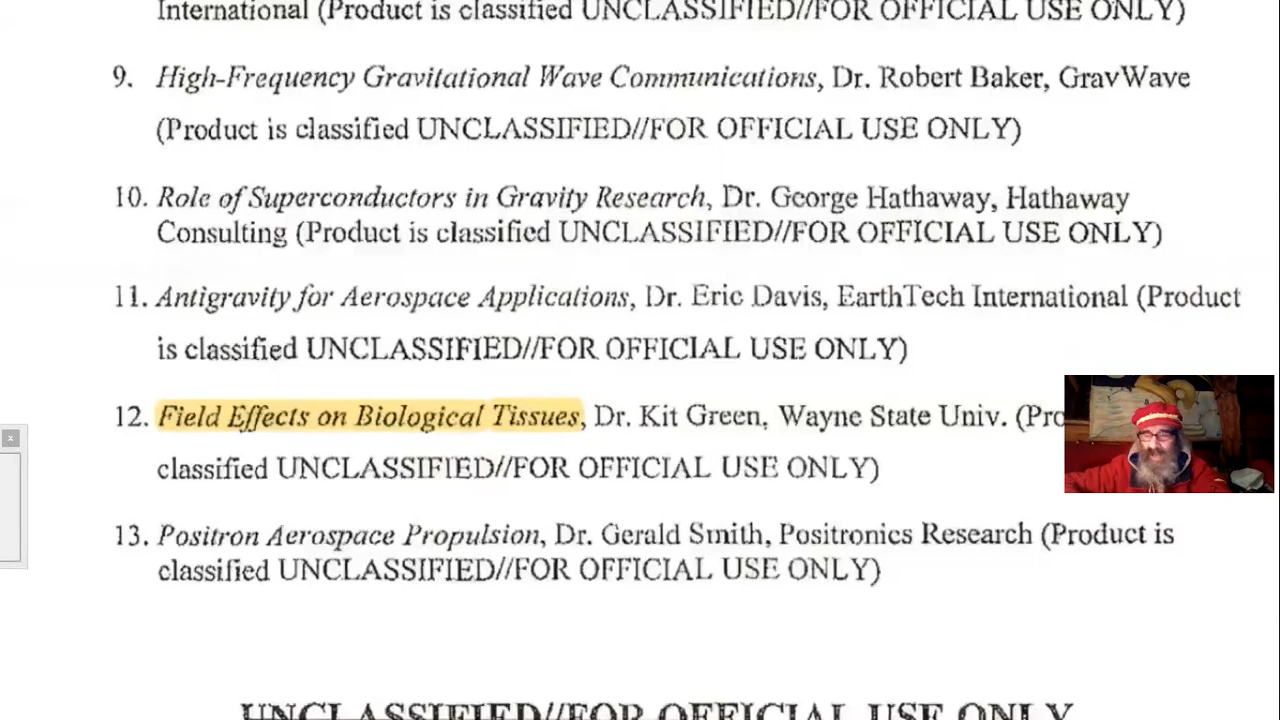 International (Product is classified UNCLASSIFIED//FOR OFFICIAL USE ONLY)
9. High-Frequency Gravitational Wave Communications, Dr. Robert Baker, GravWave
(Product is classified UNCLASSIFIED//FOR OFFICIAL USE ONLY)
10. Role of Superconductors in Gravity Research, Dr. George Hathaway, Hathaway
Consulting (Product is classified UNCLASSIFIED//FOR OFFICIAL USE ONLY)
11. Antigravity for Aerospace Applications, Dr. Eric Davis, EarthTech International (Product
is classified UNCLASSIFIED//FOR OFFICIAL USE ONLY)
12. Field Effects on Biological Tissues, Dr. Kit Green, Wayne State Univ. (Pro
classified UNCLASSIFIED//FOR OFFICIAL USE ONLY)
13. Positron Aerospace Propulsion, Dr. Gerald Smith, Positronics Research (Product is
classified UNCLASSIFIED//FOR OFFICIAL USE ONLY)
UNCLASSIFIED//FOR OFFICIAL USE ONLY
x